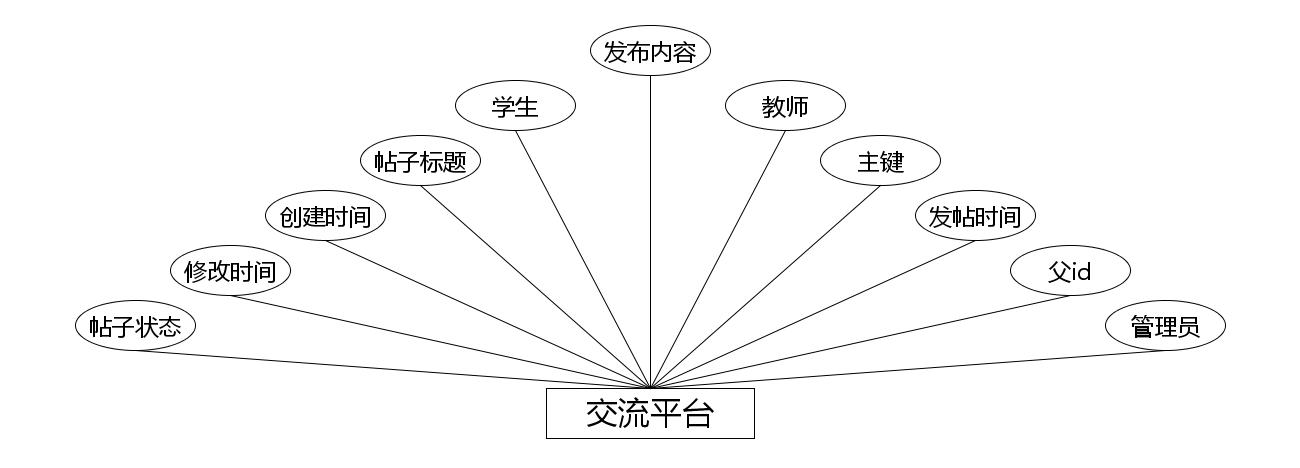 发布内容
学生
教师
帖子标题
主键
创建时间
发帖时间
修改时间
父id
帖子状态
管理员
交流平台